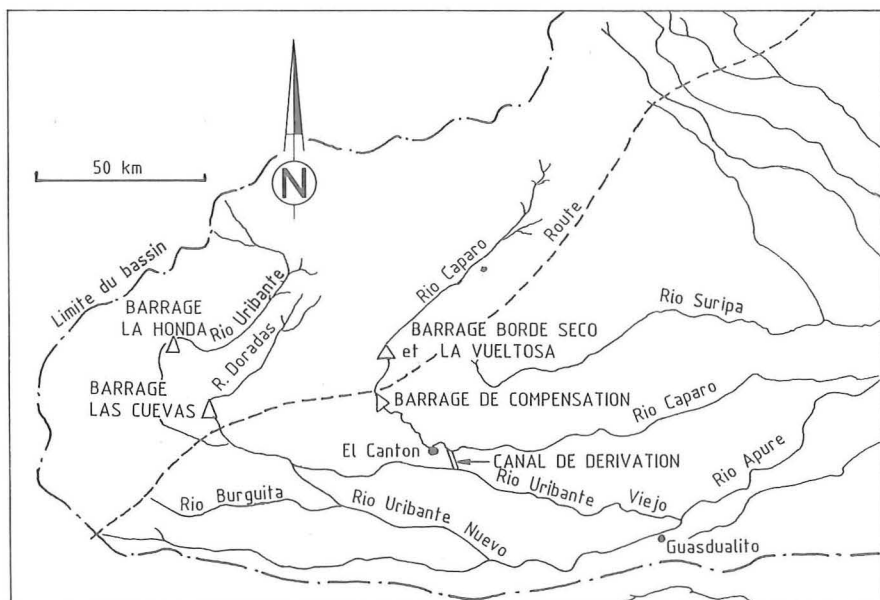 50 km
N
Limite du bassin
Rio Caparo
Route
BARRAGE
LA HONDA
Rio Uribante
R. Doradas
Rio Suripa
BARRAGE BORDE SECO
et LA VUELTOSA
BARRAGE
LAS CUEVAS
BARRAGE DE COMPENSATION
Rio Caparo
El Canton
CANAL DE DERIVATION
Rio Apure
Rio Burguita
Rio Uribante Viejo
Rio Uribante Nuevo
Guasdualito